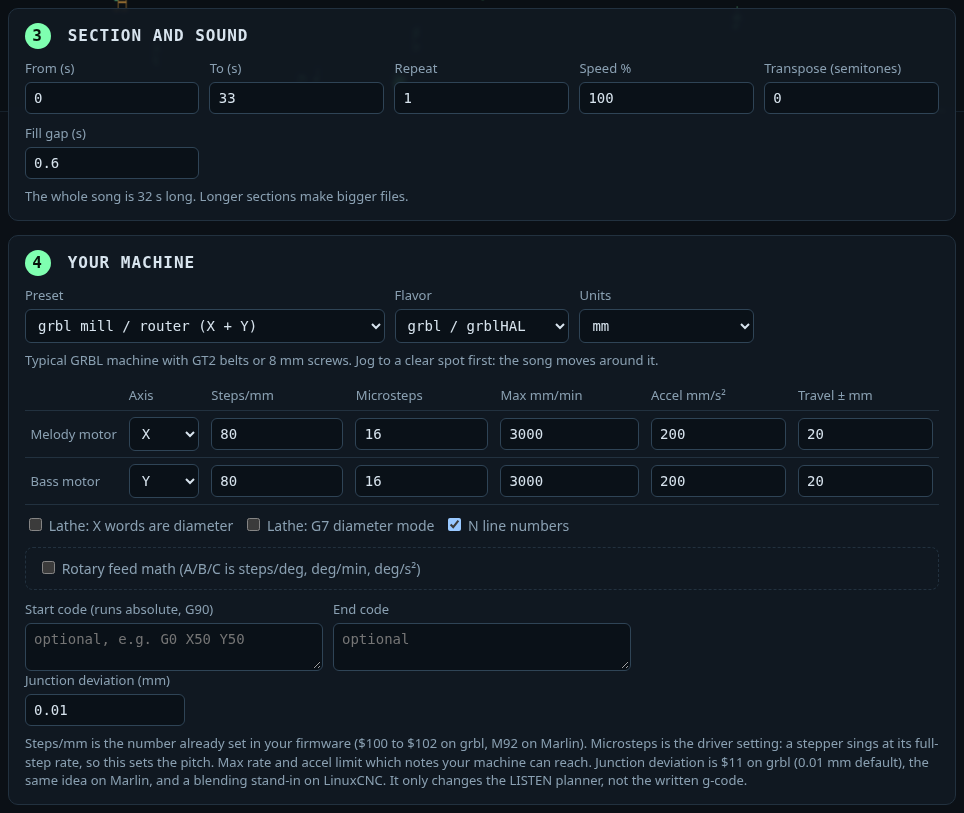 3 SECTION AND SOUND
From (s) To (s) Repeat Speed % Transpose (semitones)
0 33 1 100 0
Fill gap (s)
0.6
The whole song is 32 s long. Longer sections make bigger files.
4 YOUR MACHINE
Preset Flavor Units
grbl mill / router (X + Y) grbl / grblHAL mm
Typical GRBL machine with GT2 belts or 8 mm screws. Jog to a clear spot first: the song moves around it.
Axis Steps/mm Microsteps Max mm/min Accel mm/s² Travel ± mm
Melody motor X 80 16 3000 200 20
Bass motor Y 80 16 3000 200 20
Lathe: X words are diameter Lathe: G7 diameter mode N line numbers
Rotary feed math (A/B/C is steps/deg, deg/min, deg/s²)
Start code (runs absolute, G90) End code
optional, e.g. G0 X50 Y50 optional
Junction deviation (mm)
0.01
Steps/mm is the number already set in your firmware ($100 to $102 on grbl, M92 on Marlin). Microsteps is the driver setting: a stepper sings at its full-
step rate, so this sets the pitch. Max rate and accel limit which notes your machine can reach. Junction deviation is $11 on grbl (0.01 mm default), the
same idea on Marlin, and a blending stand-in on LinuxCNC. It only changes the LISTEN planner, not the written g-code.